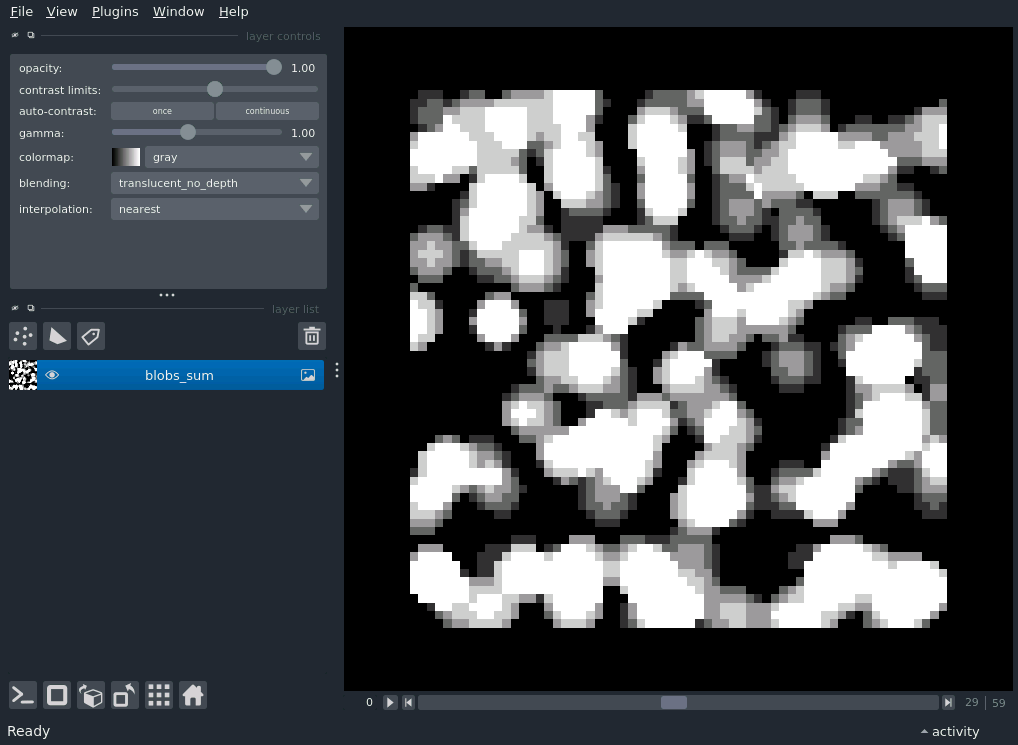 File View Plugins Window Help
layer controls
opacity: 1.00
contrast limits:
auto-contrast: once continuous
gamma: 1.00
colormap: gray
blending: translucent_no_depth
interpolation: nearest
layer list
blobs_sum
0 29 59
Ready activity